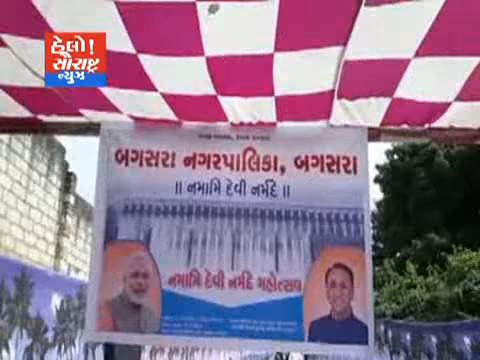 હેલો!
સૌરાષ્ટ્ર
ન્યુઝ
બગસરા નગરપાલિકા, બગસરા
॥ નમામિ દેવી નર્મદે ॥
નમામિ દેવી નર્મદે મહોત્સવ